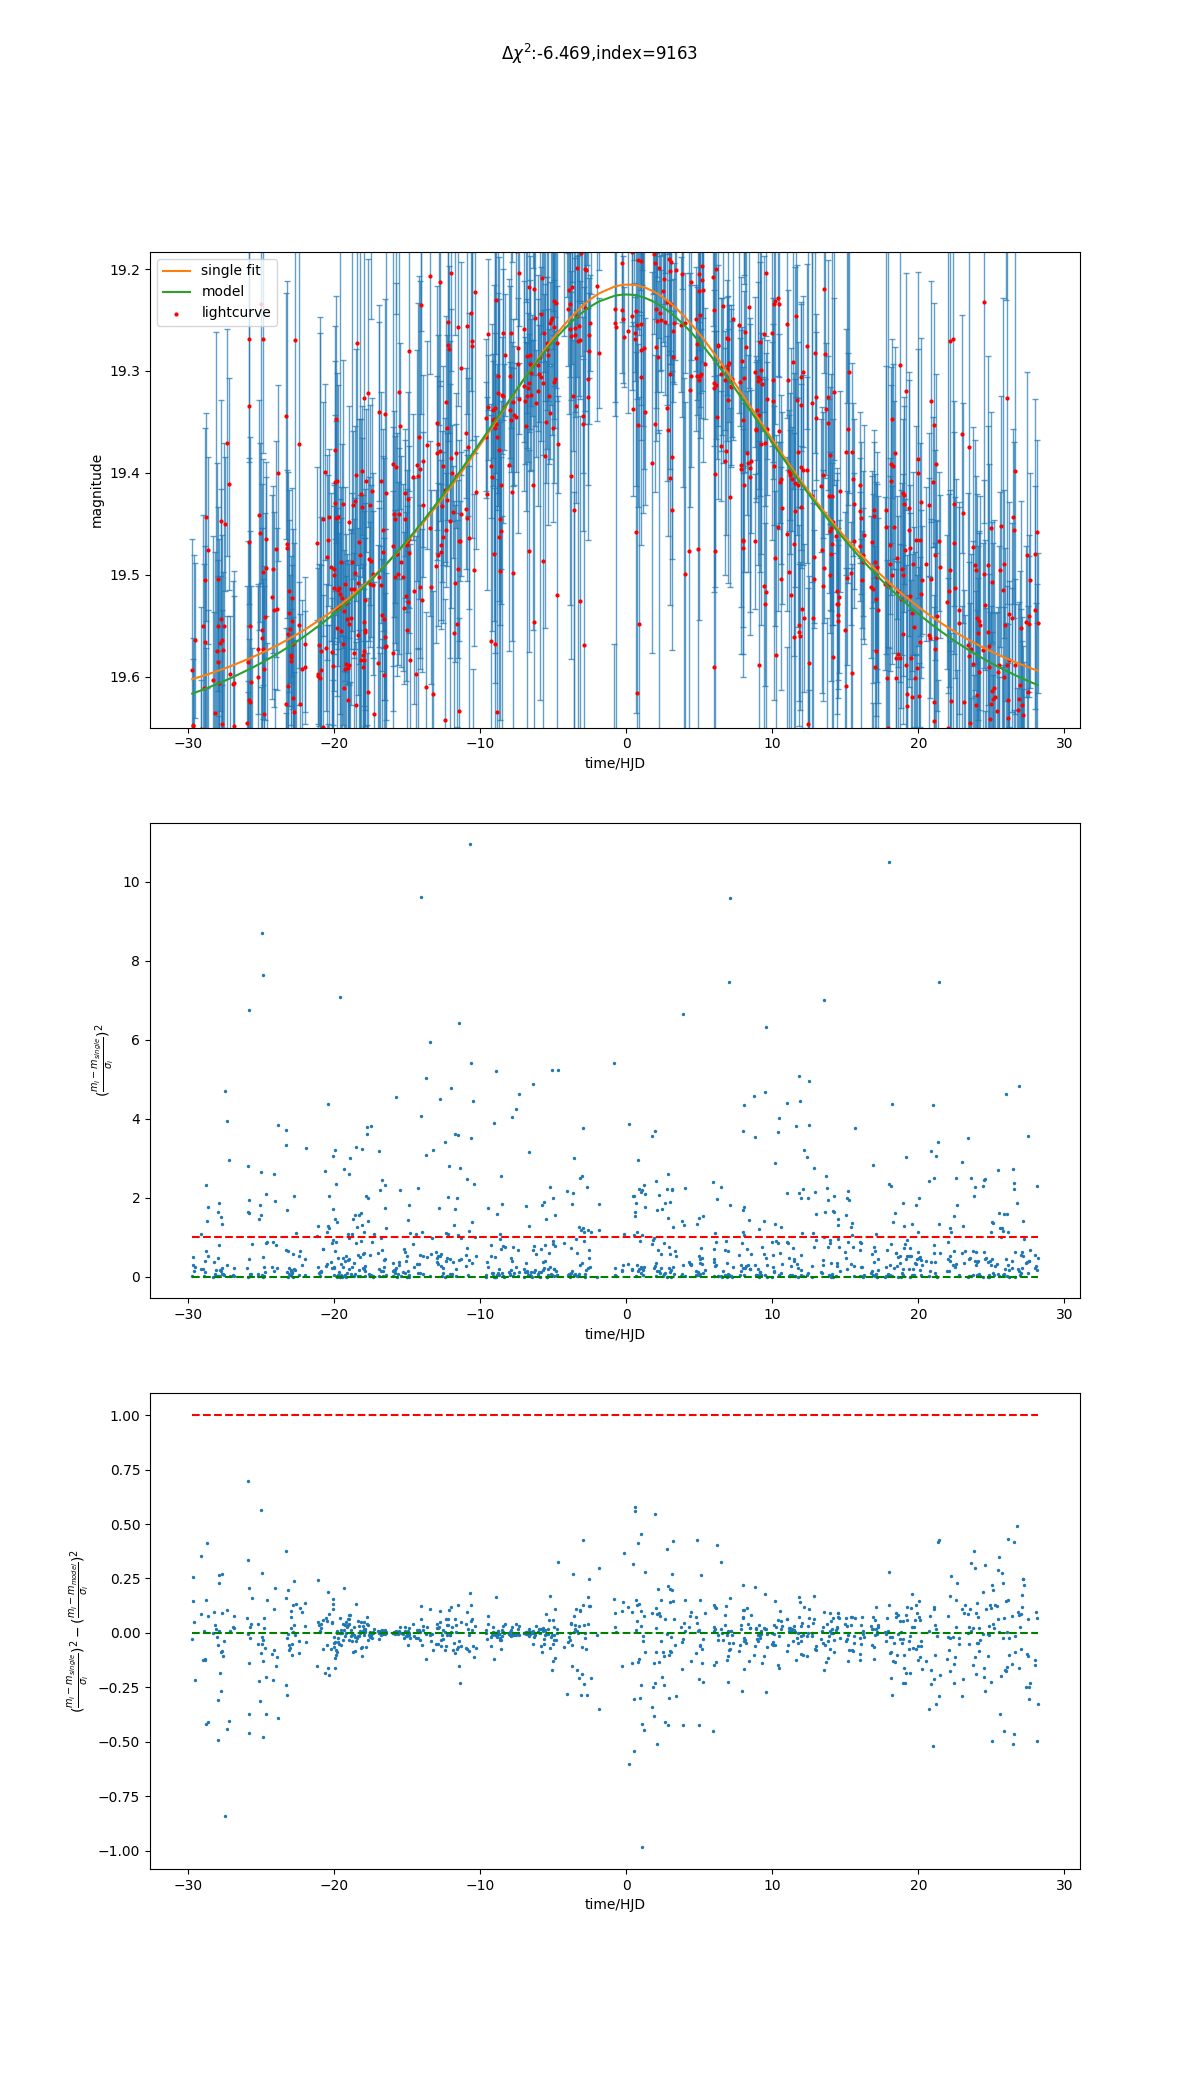 Δχ²:-6.469,index=9163
single fit
model
lightcurve
19.2
19.3
19.4
19.5
19.6
magnitude
−30 −20 −10 0 10 20 30
time/HJD
10
8
6
4
2
0
(m_i − m_single / σ_i)²
−30 −20 −10 0 10 20 30
time/HJD
1.00
0.75
0.50
0.25
0.00
−0.25
−0.50
−0.75
−1.00
(m_i − m_single / σ_i)² − (m_i − m_model / σ_i)²
−30 −20 −10 0 10 20 30
time/HJD